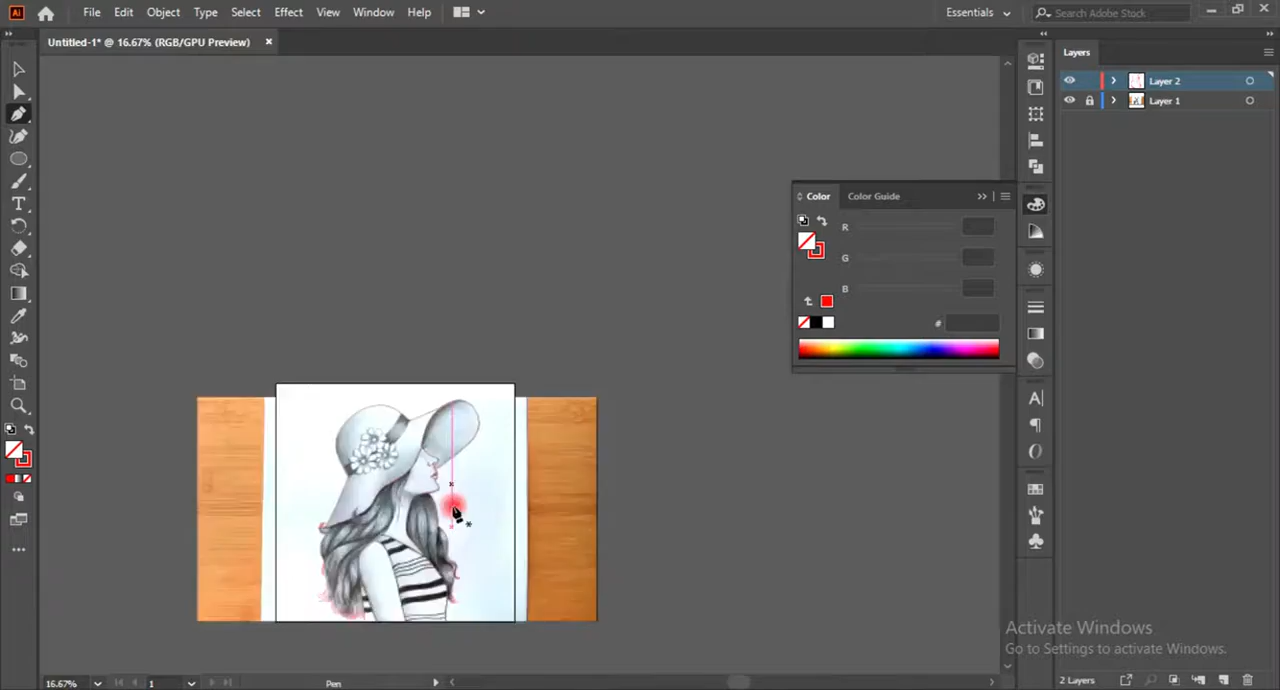 Ai File Edit Object Type Select Effect View Window Help Essentials Search Adobe Stock
Untitled-1* @ 16.67% (RGB/GPU Preview) ×
Layers
Layer 2
Layer 1
Color Color Guide
R
G
B
#
Activate Windows
Go to Settings to activate Windows.
16.67% 1 Pen 2 Layers